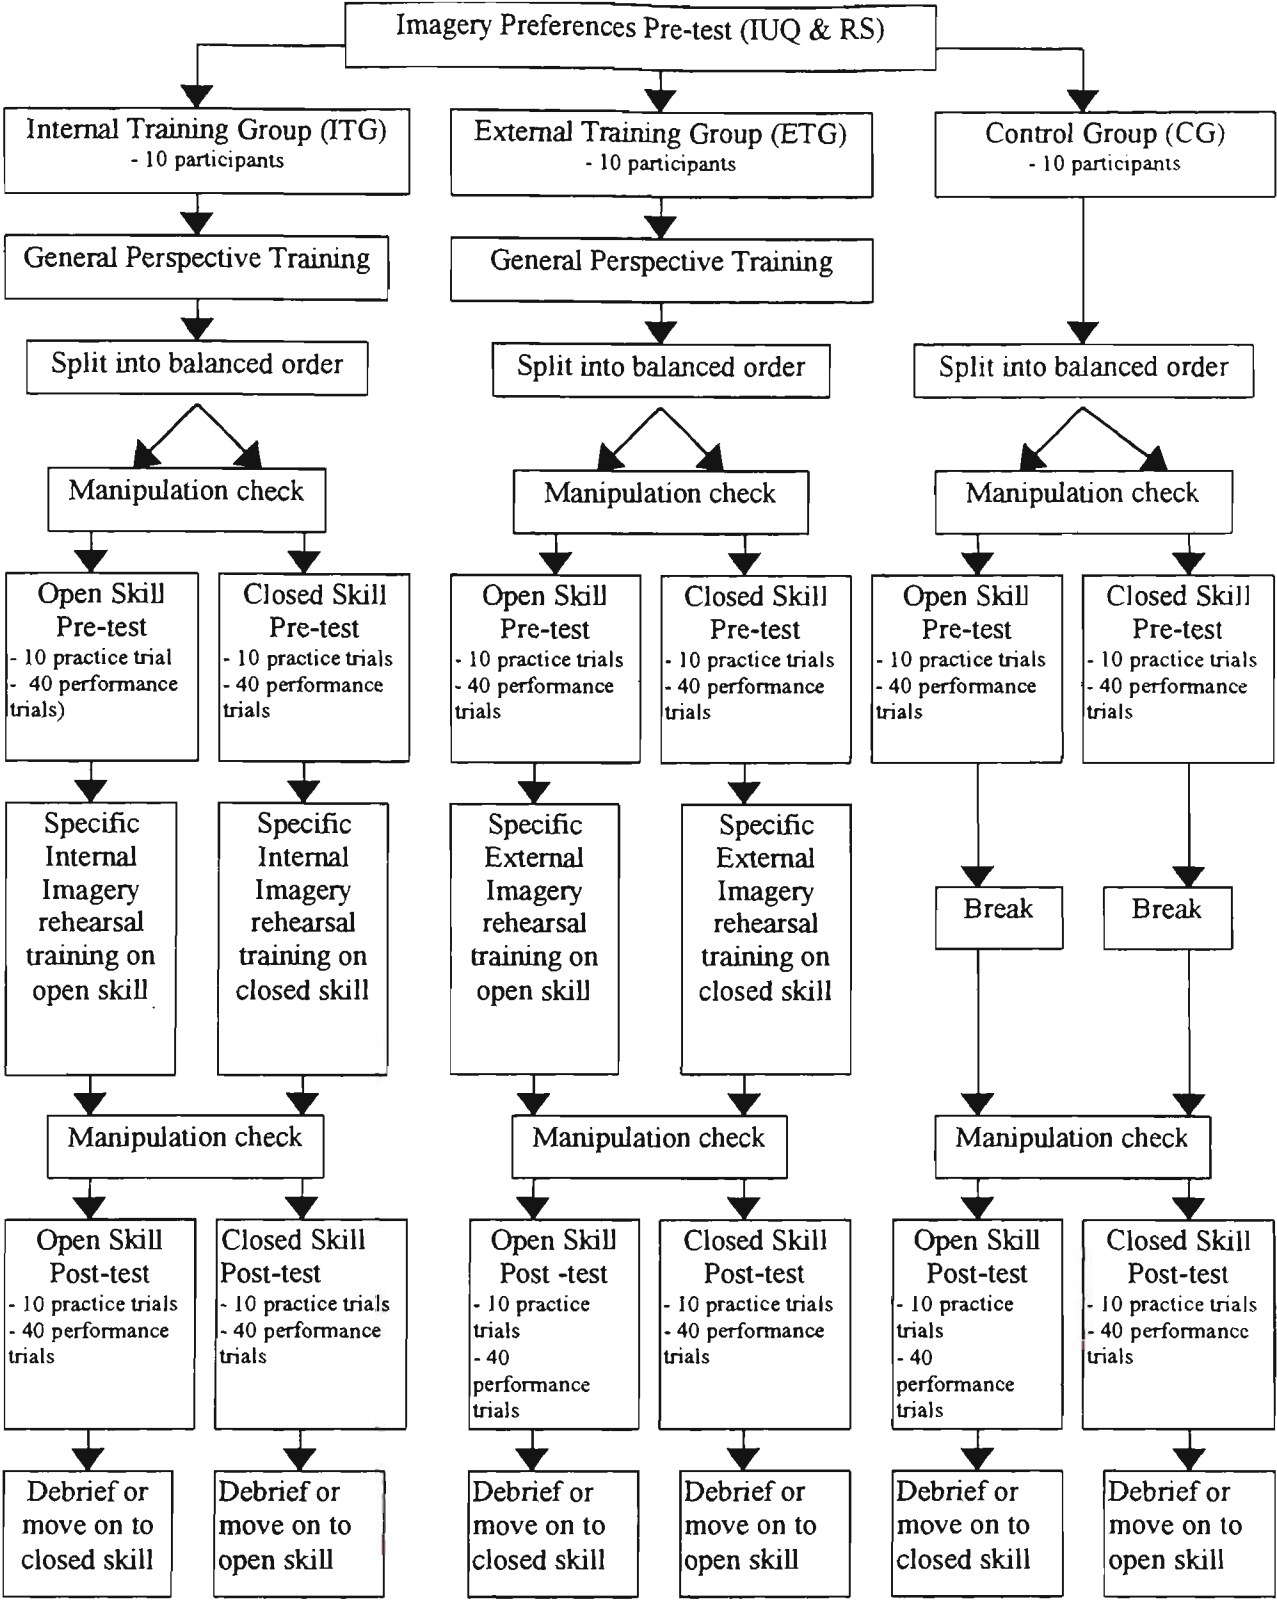 Imagery Preferences Pre-test (IUQ & RS)
Internal Training Group (ITG)
- 10 participants
External Training Group (ETG)
- 10 participants
Control Group (CG)
- 10 participants
General Perspective Training
General Perspective Training
Split into balanced order
Split into balanced order
Split into balanced order
Manipulation check
Manipulation check
Manipulation check
Open Skill
Pre-test
- 10 practice trial
- 40 performance
trials)
Closed Skill
Pre-test
- 10 practice trials
- 40 performance
trials
Open Skill
Pre-test
- 10 practice trials
- 40 performance
trials
Closed Skill
Pre-test
- 10 practice trials
- 40 performance
trials
Open Skill
Pre-test
- 10 practice trials
- 40 performance
trials
Closed Skill
Pre-test
- 10 practice trials
- 40 performance
trials
Specific
Internal
Imagery
rehearsal
training on
open skill
Specific
Internal
Imagery
rehearsal
training on
closed skill
Specific
External
Imagery
rehearsal
training on
open skill
Specific
External
Imagery
rehearsal
training on
closed skill
Break
Break
Manipulation check
Manipulation check
Manipulation check
Open Skill
Post-test
- 10 practice trials
- 40 performance
trials
Closed Skill
Post-test
- 10 practice trials
- 40 performance
trials
Open Skill
Post -test
- 10 practice
trials
- 40
performance
trials
Closed Skill
Post-test
- 10 practice trials
- 40 performance
trials
Open Skill
Post-test
- 10 practice
trials
- 40
performance
trials
Closed Skill
Post-test
- 10 practice trials
- 40 performance
trials
Debrief or
move on to
closed skill
Debrief or
move on to
open skill
Debrief or
move on to
closed skill
Debrief or
move on to
open skill
Debrief or
move on to
closed skill
Debrief or
move on to
open skill